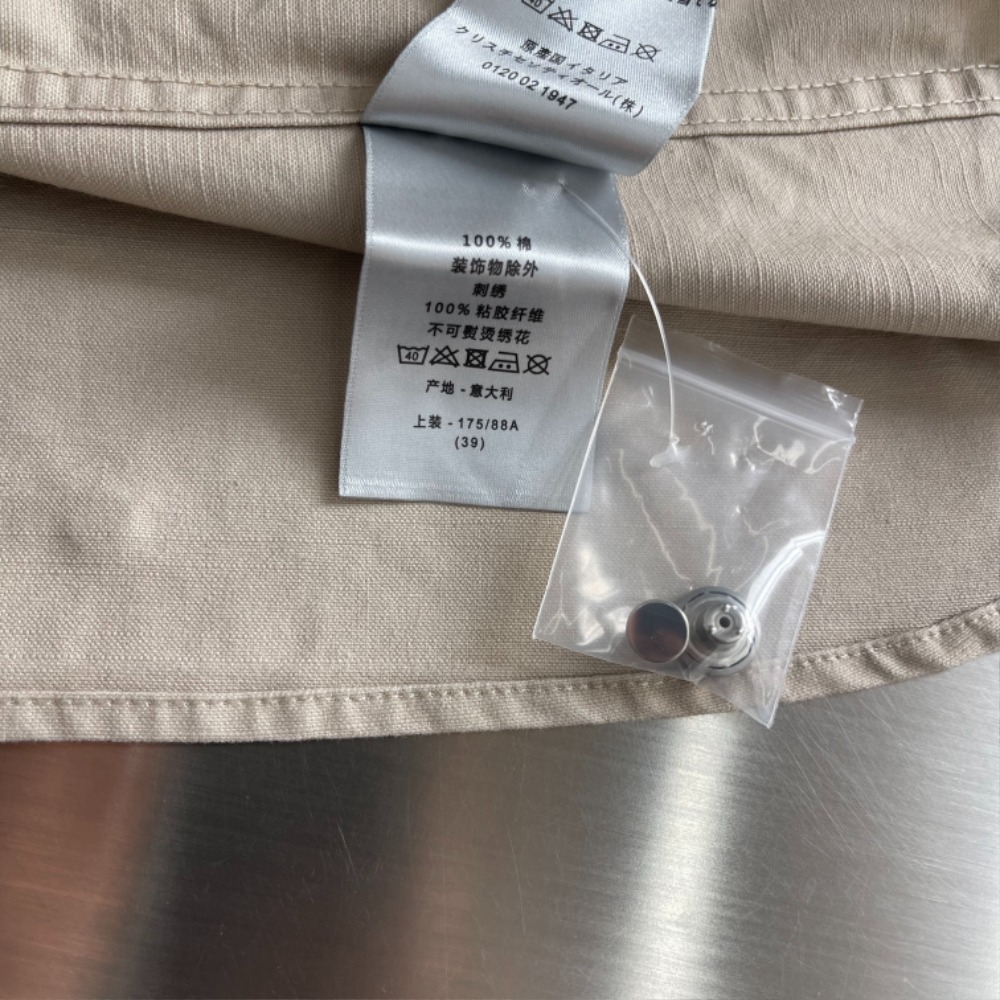 40
原産国イタリア
クリスチャンディオール(株)
0120 02 1947
100% 棉
装饰物除外
刺绣
100% 粘胶纤维
不可熨烫绣花
40
产地 - 意大利
上装 - 175/88A
(39)